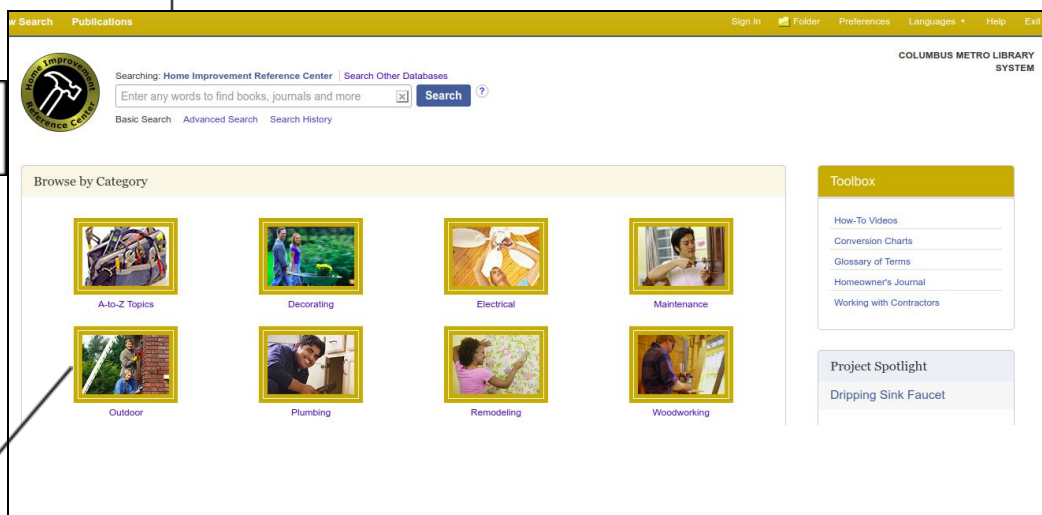 w Search Publications Sign In Folder Preferences Languages Help Exit
COLUMBUS METRO LIBRARY
SYSTEM
Home Improvement
Reference Center
Searching: Home Improvement Reference Center Search Other Databases
Enter any words to find books, journals and more x Search ?
Basic Search Advanced Search Search History
Browse by Category
A-to-Z Topics Decorating Electrical Maintenance
Outdoor Plumbing Remodeling Woodworking
Toolbox
How-To Videos
Conversion Charts
Glossary of Terms
Homeowner's Journal
Working with Contractors
Project Spotlight
Dripping Sink Faucet